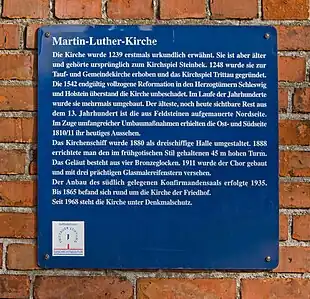 Martin-Luther-Kirche
Die Kirche wurde 1239 erstmals urkundlich erwähnt. Sie ist aber älter
und gehörte ursprünglich zum Kirchspiel Steinbek. 1248 wurde sie zur
Tauf- und Gemeindekirche erhoben und das Kirchspiel Trittau gegründet.
Die 1542 endgültig vollzogene Reformation in den Herzogtümern Schleswig
und Holstein überstand die Kirche unbeschadet. Im Laufe der Jahrhunderte
wurde sie mehrmals umgebaut. Der älteste, noch heute sichtbare Rest aus
dem 13. Jahrhundert ist die aus Feldsteinen aufgemauerte Nordseite.
Im Zuge umfangreicher Umbaumaßnahmen erhielten die Ost- und Südseite
1810/11 ihr heutiges Aussehen.
Das Kirchenschiff wurde 1880 als dreischiffige Halle umgestaltet. 1888
errichtete man den im frühgotischen Stil gehaltenen 45 m hohen Turm.
Das Geläut besteht aus vier Bronzeglocken. 1911 wurde der Chor gebaut
und mit drei prächtigen Glasmalereifenstern versehen.
Der Anbau des südlich gelegenen Konfirmandensaals erfolgte 1935.
Bis 1865 befand sich rund um die Kirche der Friedhof.
Seit 1968 steht die Kirche unter Denkmalschutz.